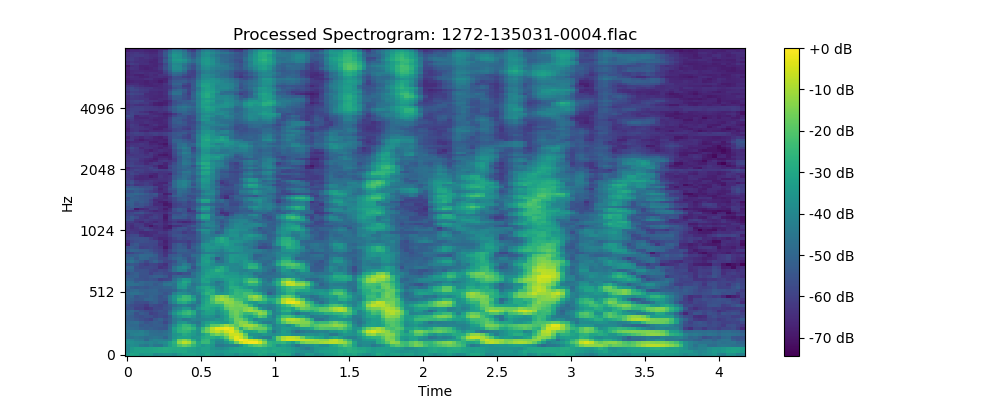 Processed Spectrogram: 1272-135031-0004.flac
+0 dB
-10 dB
-20 dB
-30 dB
-40 dB
-50 dB
-60 dB
-70 dB
4096
2048
1024
512
0
Hz
0 0.5 1 1.5 2 2.5 3 3.5 4
Time